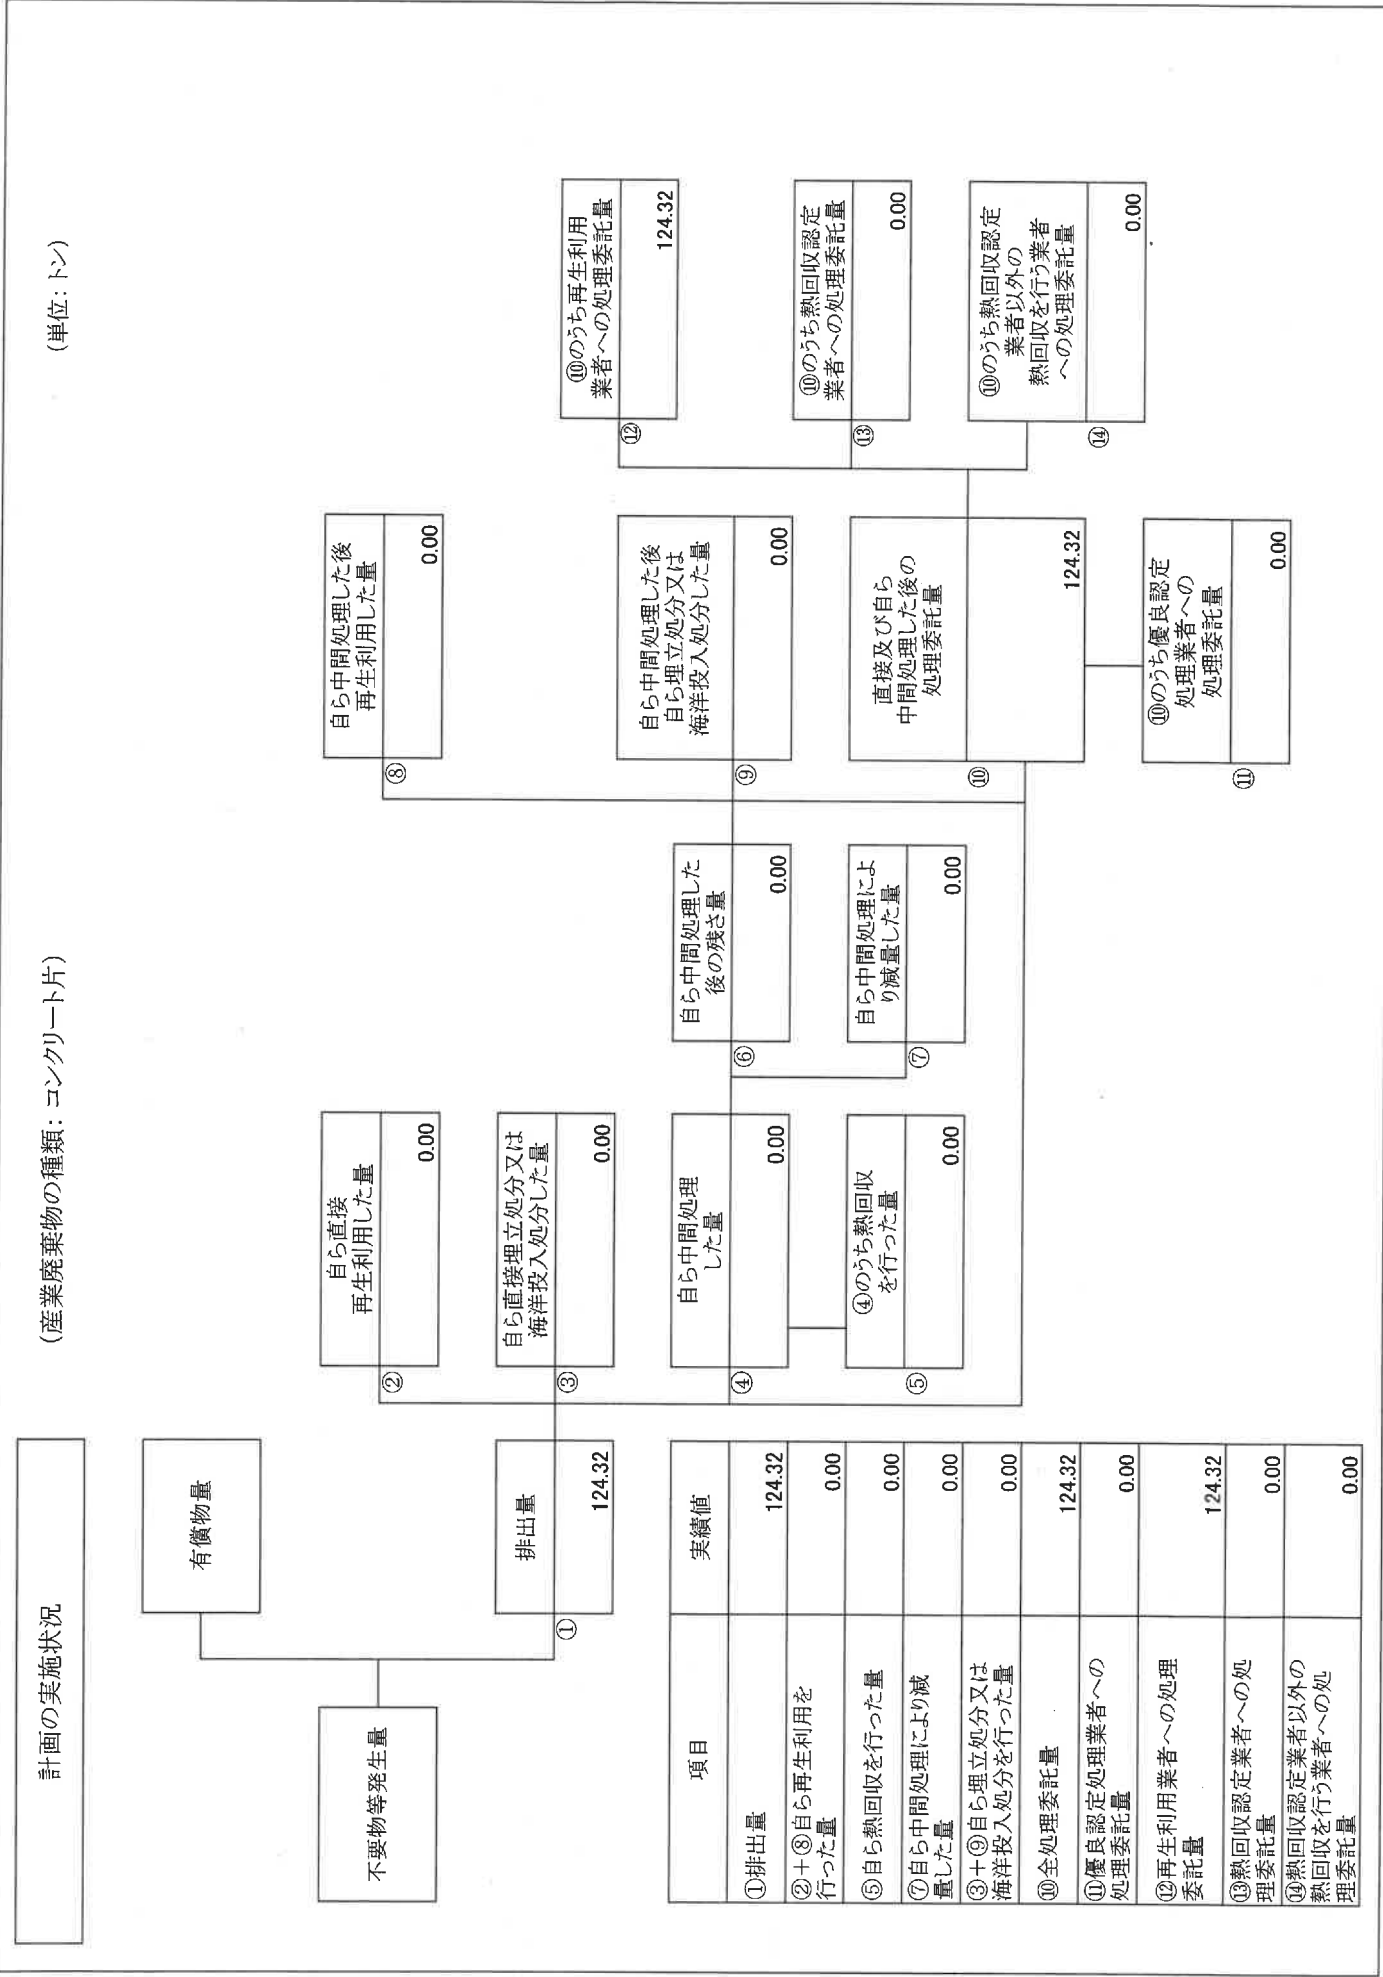 計画の実施状況
(産業廃棄物の種類：コンクリート片)
(単位：トン)
不要物等発生量
有償物量
①
排出量
124.32
②
自ら直接
再生利用した量
0.00
③
自ら直接埋立処分又は
海洋投入処分した量
0.00
④
自ら中間処理
した量
0.00
⑤
④のうち熱回収
を行った量
0.00
⑥
自ら中間処理した
後の残さ量
0.00
⑦
自ら中間処理によ
り減量した量
0.00
⑧
自ら中間処理した後
再生利用した量
0.00
⑨
自ら中間処理した後
自ら埋立処分又は
海洋投入処分した量
0.00
⑩
直接及び自ら
中間処理した後の
処理委託量
124.32
⑪
⑩のうち優良認定
処理業者への
処理委託量
0.00
⑫
⑩のうち再生利用
業者への処理委託量
124.32
⑬
⑩のうち熱回収認定
業者への処理委託量
0.00
⑭
⑩のうち熱回収認定
業者以外の
熱回収を行う業者
への処理委託量
0.00
項目 実績値
①排出量 124.32
②＋⑧自ら再生利用を
行った量 0.00
⑤自ら熱回収を行った量 0.00
⑦自ら中間処理により減
量した量 0.00
③＋⑨自ら埋立処分又は
海洋投入処分を行った量 0.00
⑩全処理委託量 124.32
⑪優良認定処理業者への
処理委託量 0.00
⑫再生利用業者への処理
委託量 124.32
⑬熱回収認定業者への処
理委託量 0.00
⑭熱回収認定業者以外の
熱回収を行う業者への処
理委託量 0.00